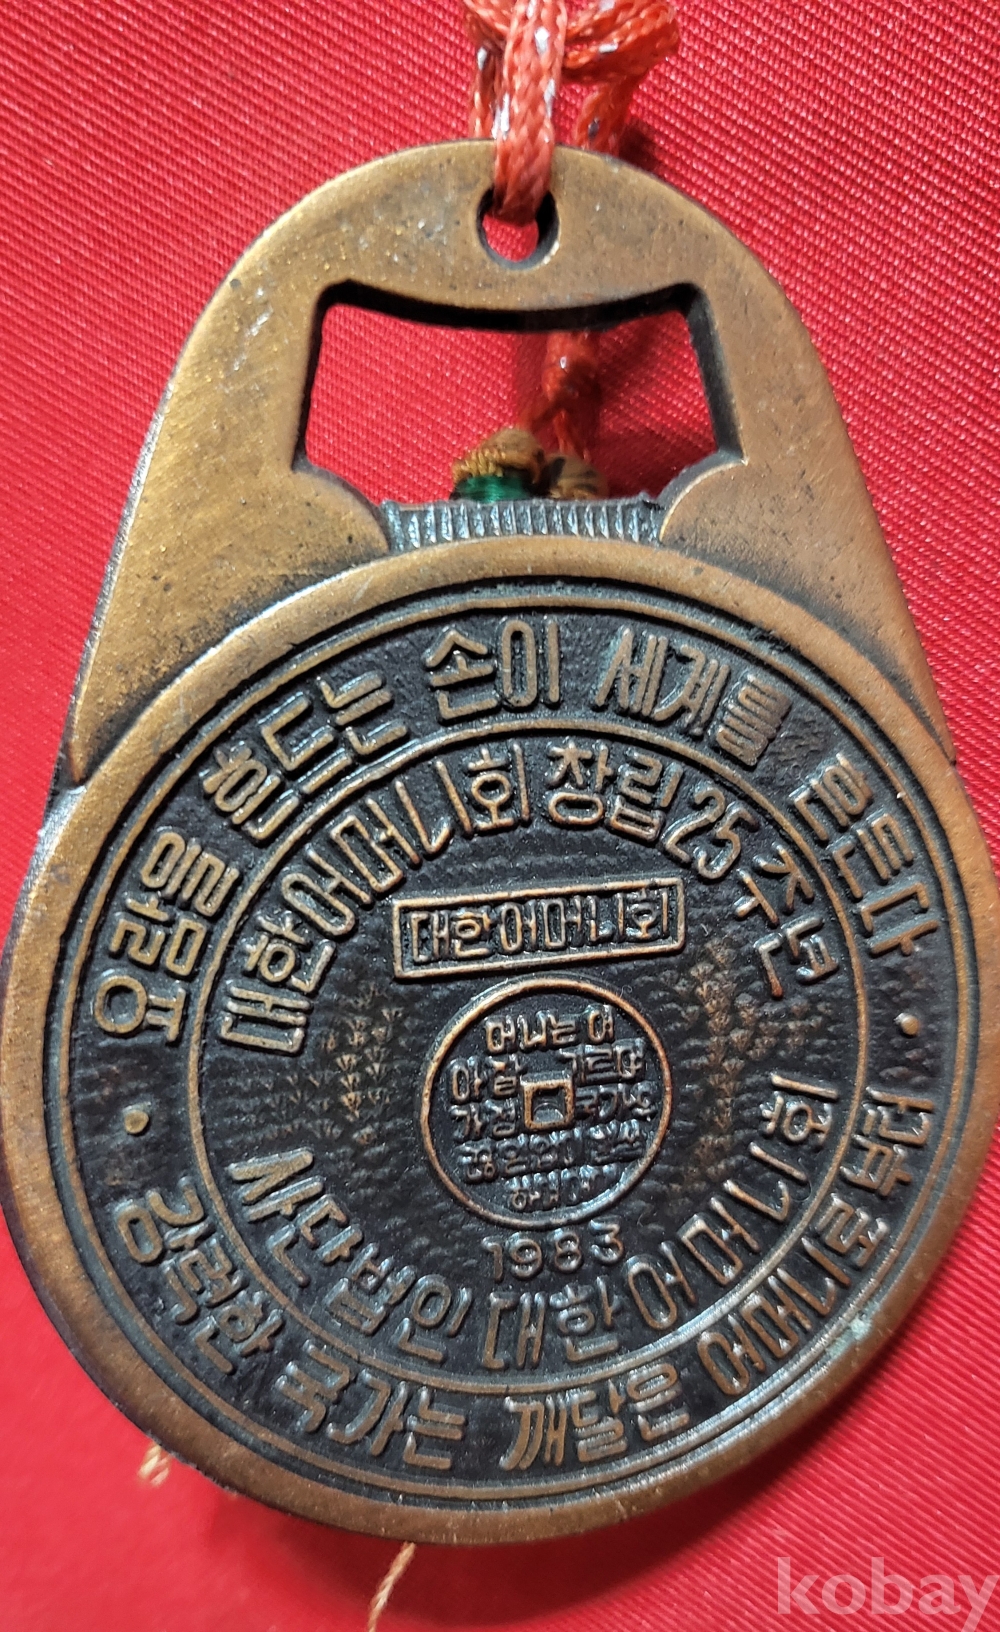 요람을 흔드는 손이 세계를 흔든다
강력한 국가는 깨달은 어머니로부터
대한어머니회 창립 25 주년
사단법인 대한어머니회
대한어머니회
1983
kobay